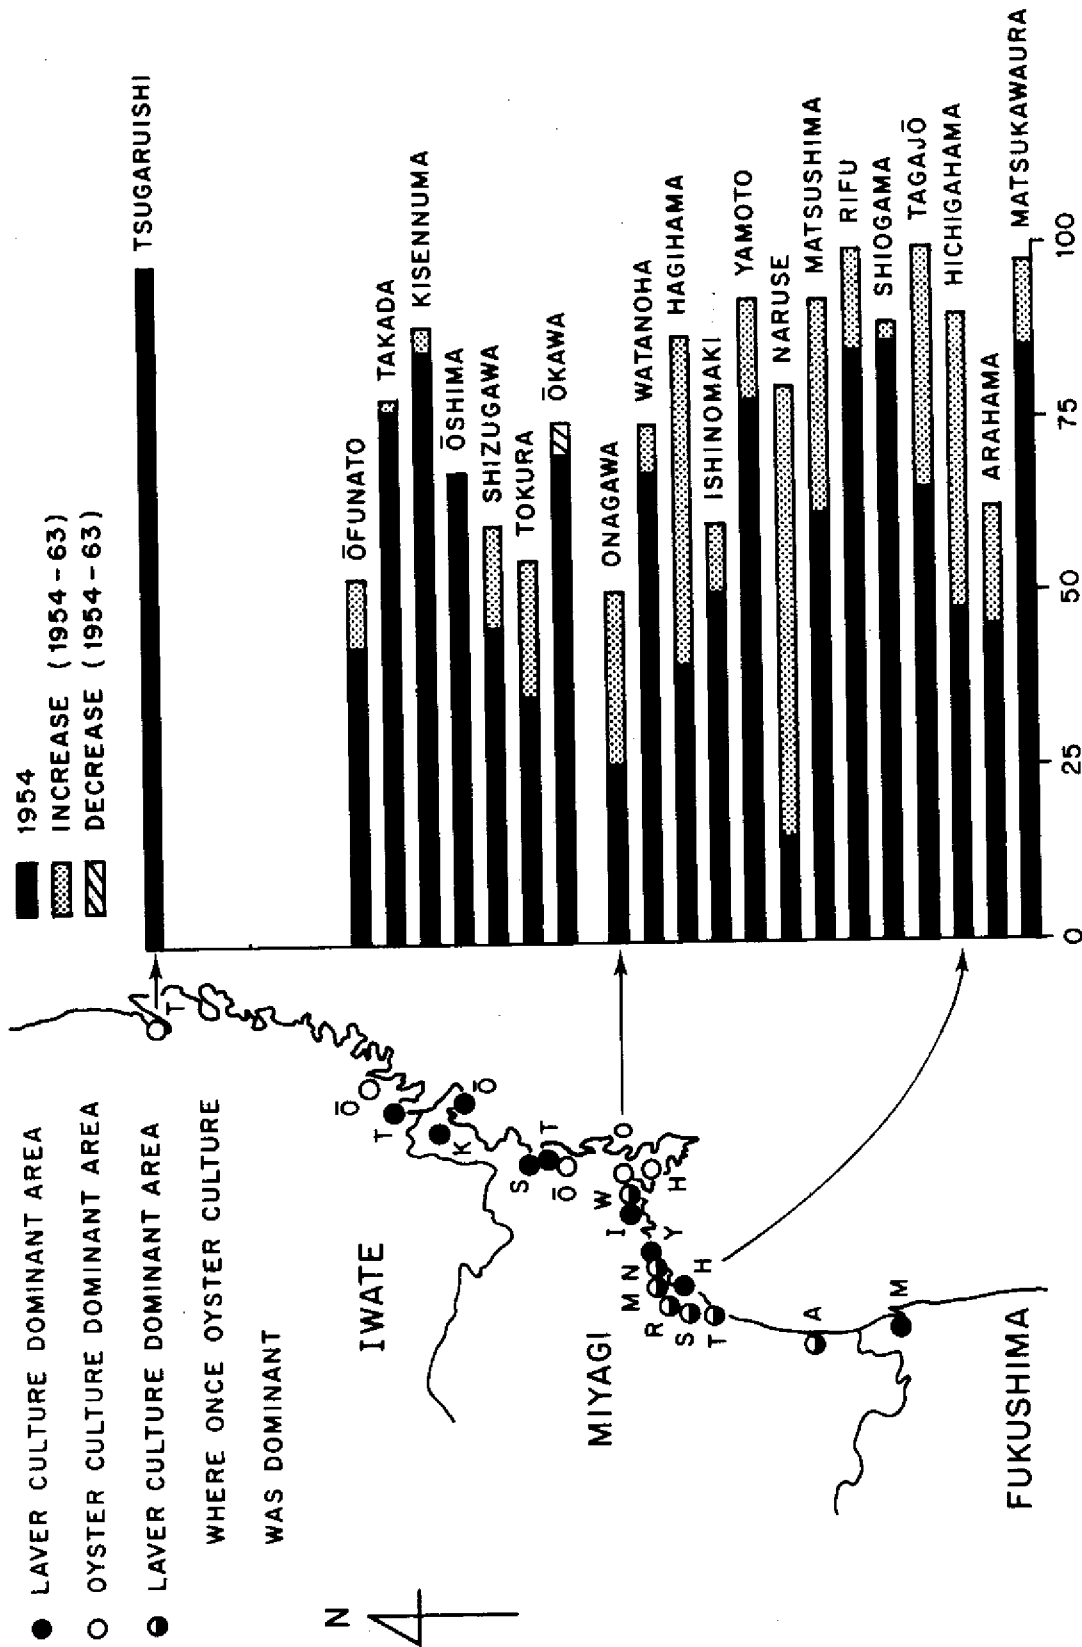 ● LAVER CULTURE DOMINANT AREA
○ OYSTER CULTURE DOMINANT AREA
◐ LAVER CULTURE DOMINANT AREA
WHERE ONCE OYSTER CULTURE
WAS DOMINANT
1954
INCREASE (1954-63)
DECREASE (1954-63)
N
IWATE
MIYAGI
FUKUSHIMA
T
Ō
T
K
Ō
S
T
Ō
O
W
H
I
Y
N
M
H
R
S
T
A
M
TSUGARUISHI
ŌFUNATO
TAKADA
KISENNUMA
ŌSHIMA
SHIZUGAWA
TOKURA
ŌKAWA
ONAGAWA
WATANOHA
HAGIHAMA
ISHINOMAKI
YAMOTO
NARUSE
MATSUSHIMA
RIFU
SHIOGAMA
TAGAJŌ
HICHIGAHAMA
ARAHAMA
MATSUKAWAURA
0 25 50 75 100